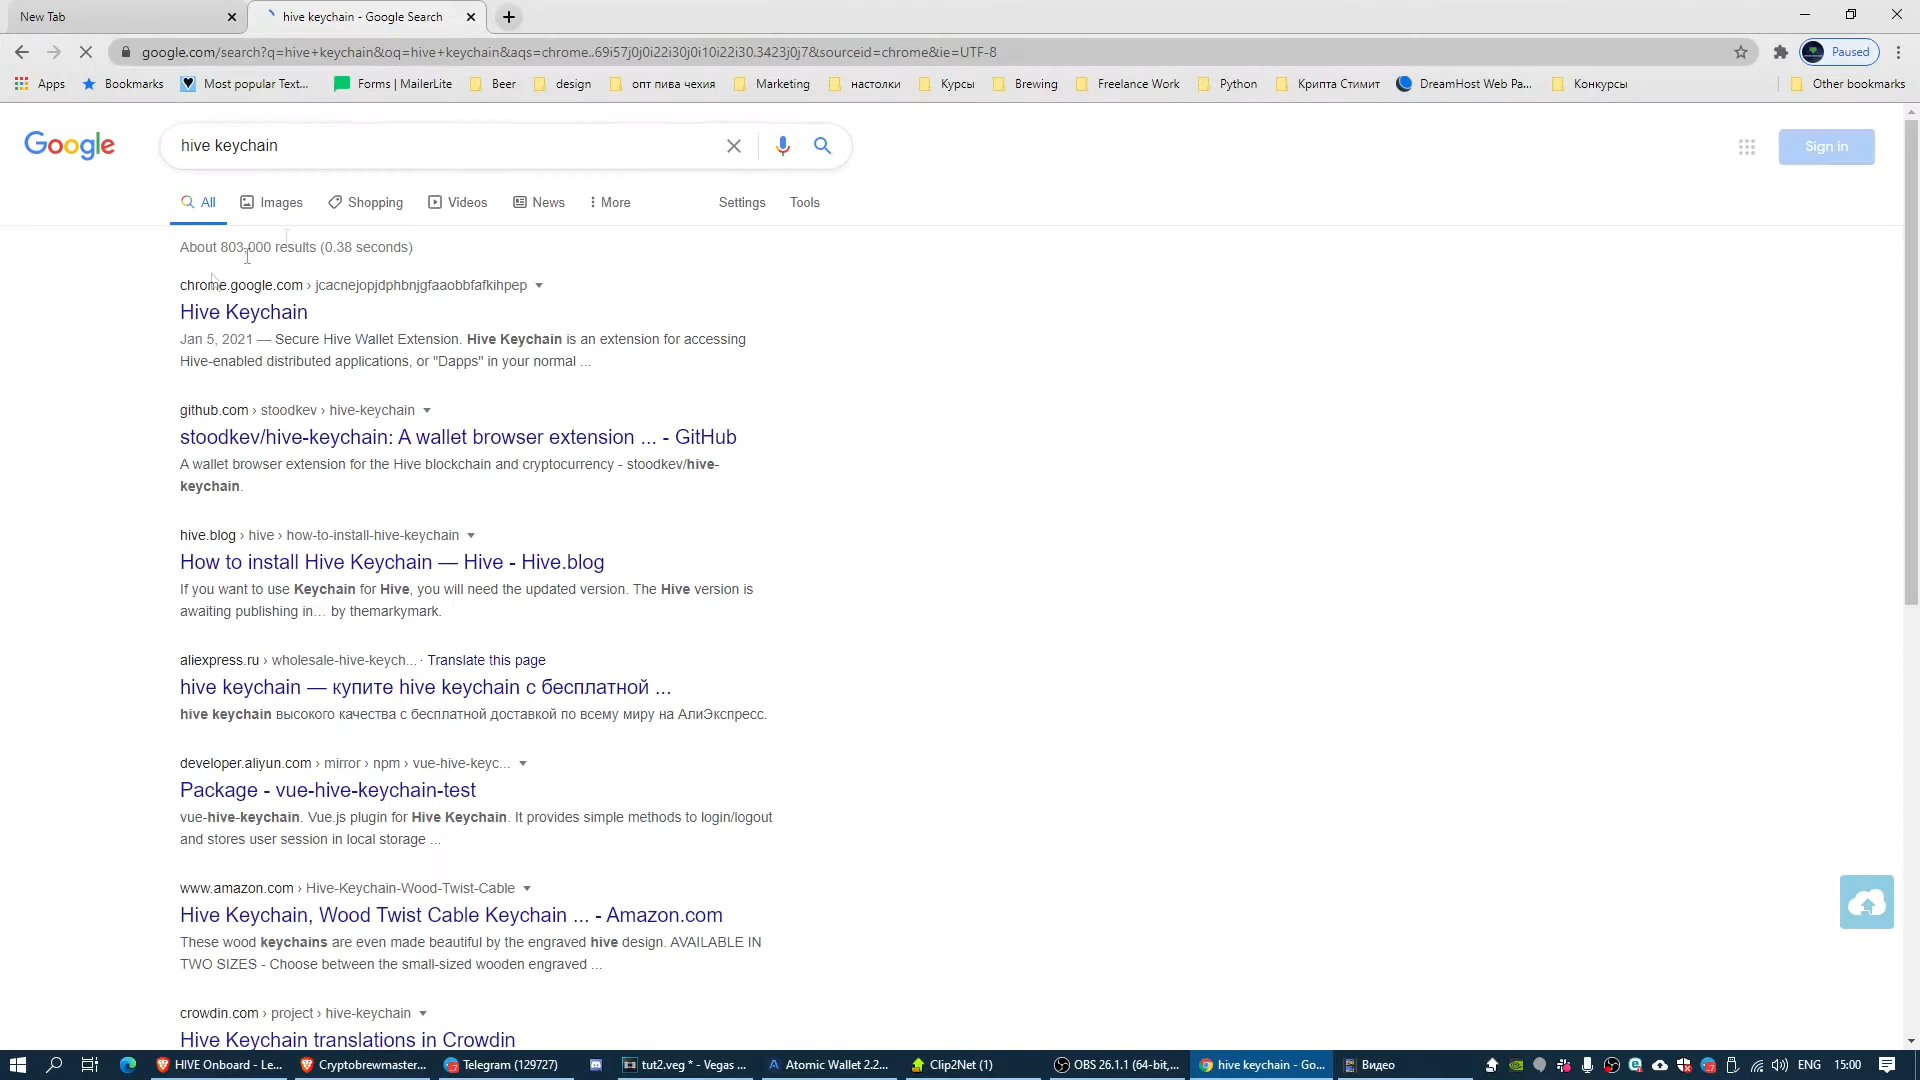 New Tab
hive keychain - Google Search
google.com/search?q=hive+keychain&oq=hive+keychain&aqs=chrome..69i57j0j0i22i30j0i10i22i30.3423j0j7&sourceid=chrome&ie=UTF-8
Paused
Apps Bookmarks Most popular Text... Forms | MailerLite Beer design опт пива чехия Marketing настолки Курсы Brewing Freelance Work Python Крипта Стимит DreamHost Web Pa... Конкурсы Other bookmarks
Google
hive keychain
Sign in
All Images Shopping Videos News More Settings Tools
About 803,000 results (0.38 seconds)
chrome.google.com › jcacnejopjdphbnjgfaaobbfafkihpep
Hive Keychain
Jan 5, 2021 — Secure Hive Wallet Extension. Hive Keychain is an extension for accessing
Hive-enabled distributed applications, or "Dapps" in your normal ...
github.com › stoodkev › hive-keychain
stoodkev/hive-keychain: A wallet browser extension ... - GitHub
A wallet browser extension for the Hive blockchain and cryptocurrency - stoodkev/hive-
keychain.
hive.blog › hive › how-to-install-hive-keychain
How to install Hive Keychain — Hive - Hive.blog
If you want to use Keychain for Hive, you will need the updated version. The Hive version is
awaiting publishing in… by themarkymark.
aliexpress.ru › wholesale-hive-keych... · Translate this page
hive keychain — купите hive keychain с бесплатной ...
hive keychain высокого качества с бесплатной доставкой по всему миру на АлиЭкспресс.
developer.aliyun.com › mirror › npm › vue-hive-keyc...
Package - vue-hive-keychain-test
vue-hive-keychain. Vue.js plugin for Hive Keychain. It provides simple methods to login/logout
and stores user session in local storage ...
www.amazon.com › Hive-Keychain-Wood-Twist-Cable
Hive Keychain, Wood Twist Cable Keychain ... - Amazon.com
These wood keychains are even made beautiful by the engraved hive design. AVAILABLE IN
TWO SIZES - Choose between the small-sized wooden engraved ...
crowdin.com › project › hive-keychain
Hive Keychain translations in Crowdin
HIVE Onboard - Le... Cryptobrewmaster... Telegram (129727) tut2.veg * - Vegas ... Atomic Wallet 2.2... Clip2Net (1) OBS 26.1.1 (64-bit,... hive keychain - Go... Видео ENG 15:00